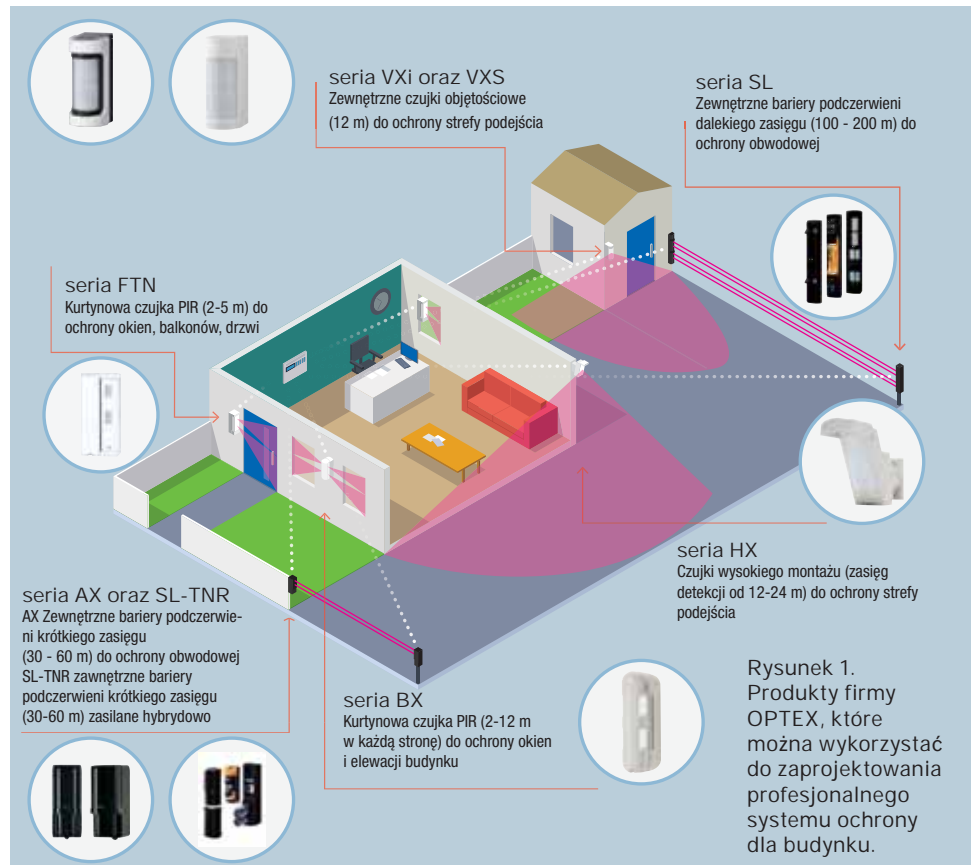 seria VXi oraz VXS
Zewnętrzne czujki objętościowe
(12 m) do ochrony strefy podejścia
seria SL
Zewnętrzne bariery podczerwieni
dalekiego zasięgu (100 - 200 m) do
ochrony obwodowej
seria FTN
Kurtynowa czujka PIR (2-5 m) do
ochrony okien, balkonów, drzwi
seria HX
Czujki wysokiego montażu (zasięg
detekcji od 12-24 m) do ochrony strefy
podejścia
seria AX oraz SL-TNR
AX Zewnętrzne bariery podczerwie-
ni krótkiego zasięgu
(30 - 60 m) do ochrony obwodowej
SL-TNR zawnętrzne bariery
podczerwieni krótkiego zasięgu
(30-60 m) zasilane hybrydowo
seria BX
Kurtynowa czujka PIR (2-12 m
w każdą stronę) do ochrony okien
i elewacji budynku
Rysunek 1.
Produkty firmy
OPTEX, które
można wykorzystać
do zaprojektowania
profesjonalnego
systemu ochrony
dla budynku.